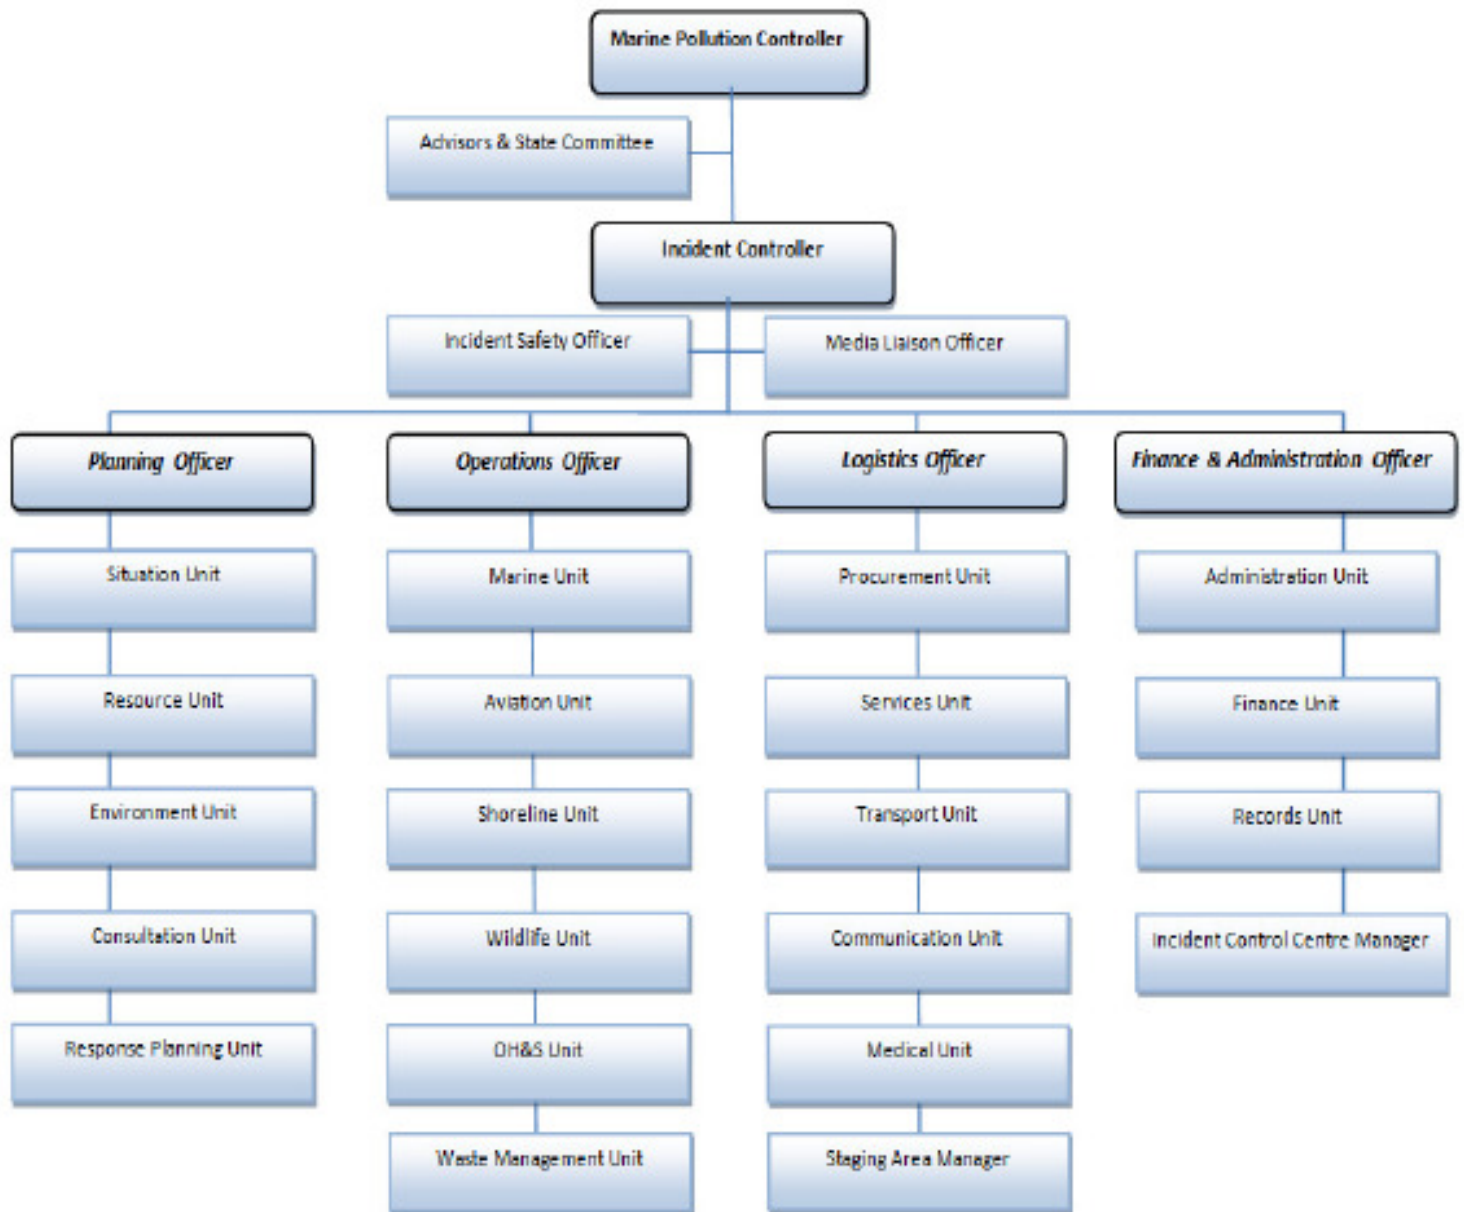 Marine Pollution Controller
Advisors & State Committee
Incident Controller
Incident Safety Officer
Media Liaison Officer
Planning Officer
Operations Officer
Logistics Officer
Finance & Administration Officer
Situation Unit
Marine Unit
Procurement Unit
Administration Unit
Resource Unit
Aviation Unit
Services Unit
Finance Unit
Environment Unit
Shoreline Unit
Transport Unit
Records Unit
Consultation Unit
Wildlife Unit
Communication Unit
Incident Control Centre Manager
Response Planning Unit
OH&S Unit
Medical Unit
Waste Management Unit
Staging Area Manager